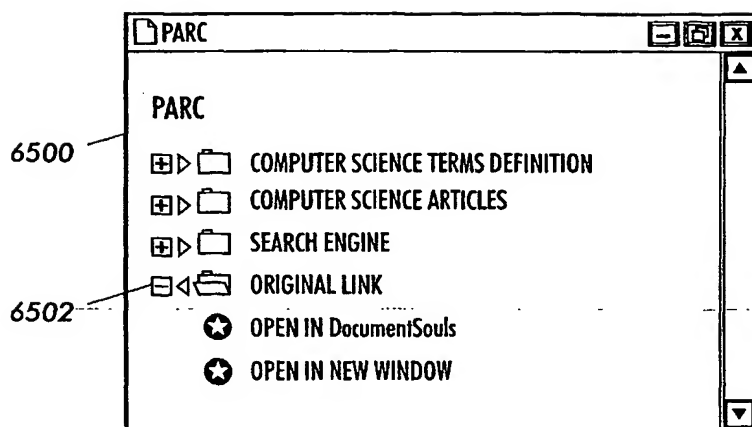 PARC
PARC
6500
COMPUTER SCIENCE TERMS DEFINITION
COMPUTER SCIENCE ARTICLES
SEARCH ENGINE
ORIGINAL LINK
6502
OPEN IN DocumentSouls
OPEN IN NEW WINDOW